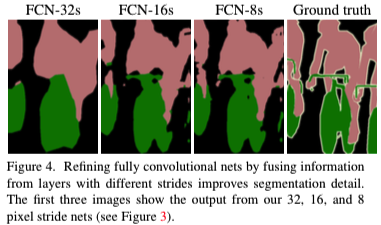 FCN-32s FCN-16s FCN-8s Ground truth
Figure 4. Refining fully convolutional nets by fusing information
from layers with different strides improves segmentation detail.
The first three images show the output from our 32, 16, and 8
pixel stride nets (see Figure 3).